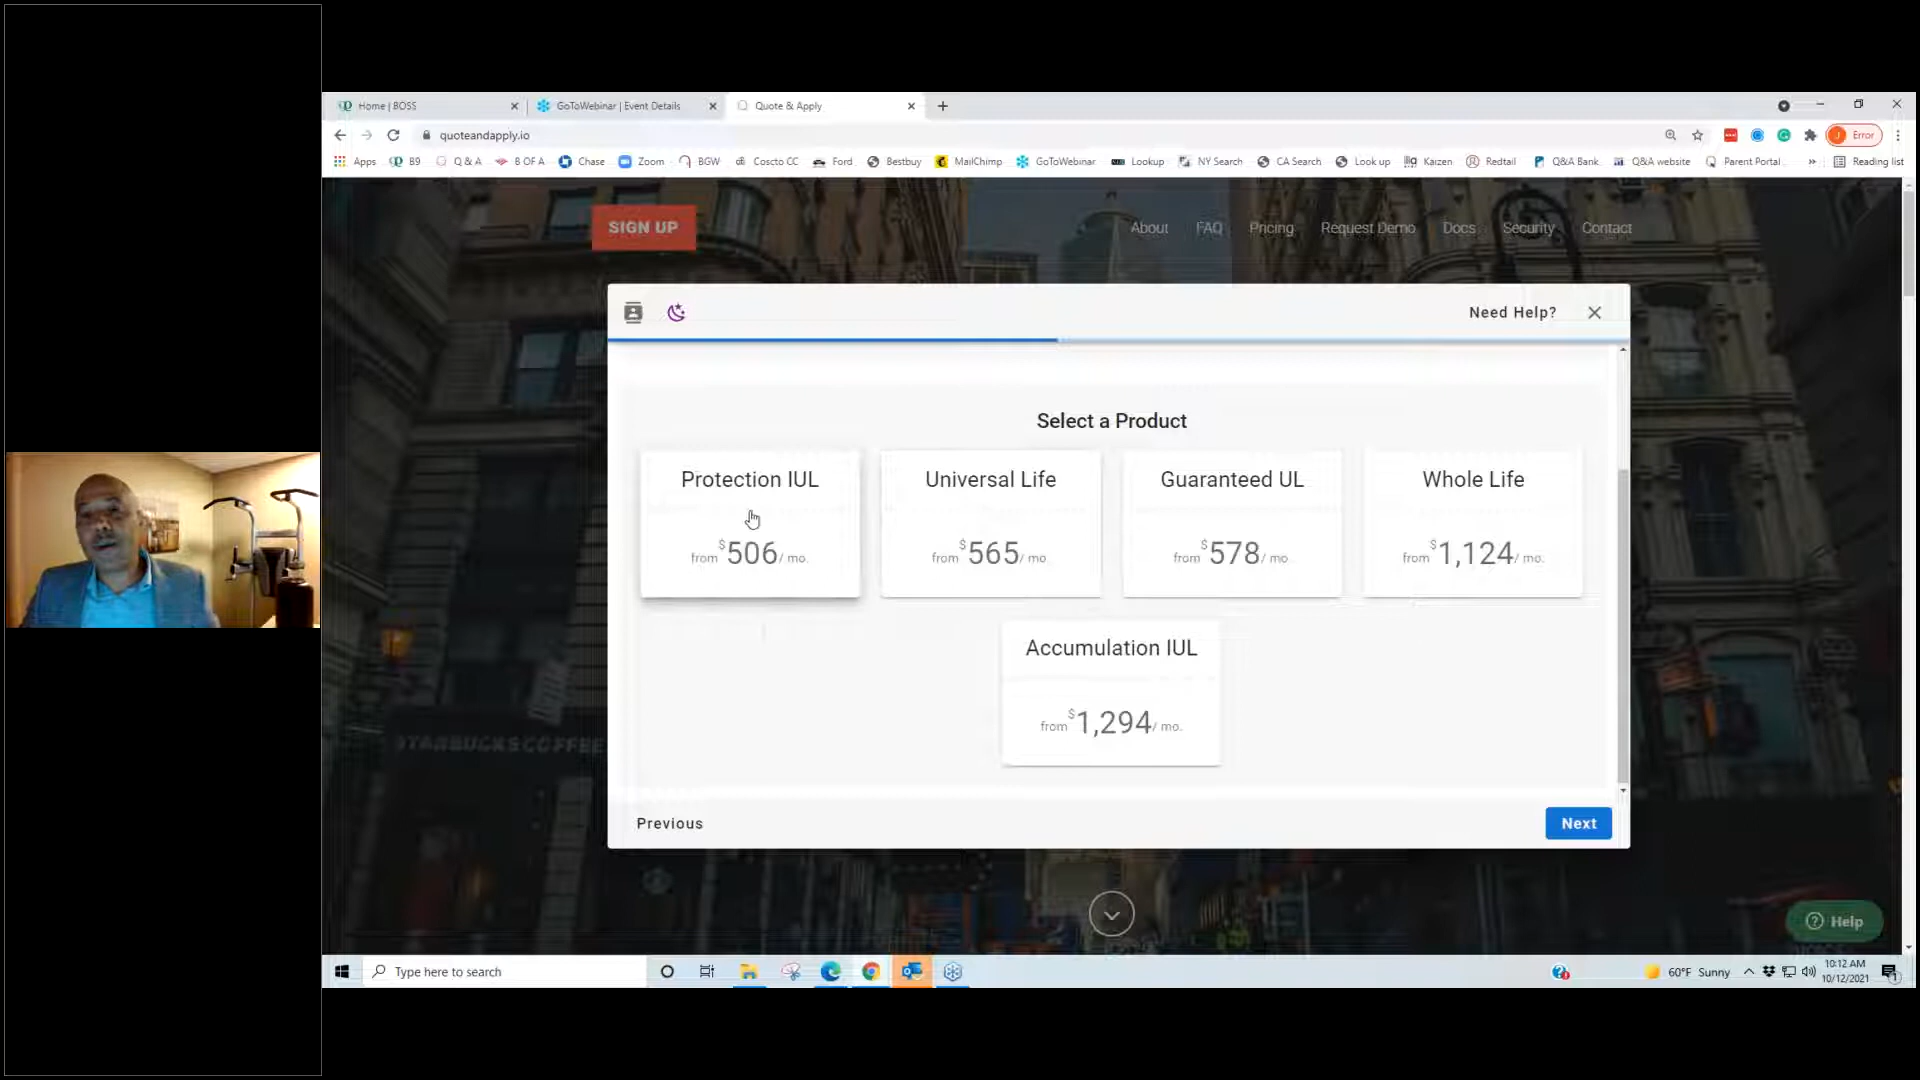 Home | BOSS
GoToWebinar | Event Details
Quote & Apply
quoteandapply.io
Error
Apps
B9
Q & A
B OF A
Chase
Zoom
BGW
Coscto CC
Ford
Bestbuy
MailChimp
GoToWebinar
Lookup
NY Search
CA Search
Look up
Kaizen
Redtail
Q&A Bank
Q&A website
Parent Portal
Reading list
SIGN UP
About
FAQ
Pricing
Request Demo
Docs
Security
Contact
Need Help?
Select a Product
Protection IUL
from $506/ mo.
Universal Life
from $565/ mo.
Guaranteed UL
from $578/ mo.
Whole Life
from $1,124/ mo.
Accumulation IUL
from $1,294/ mo.
STARBUCKS COFFEE
Previous
Next
Help
Type here to search
60°F Sunny
10:12 AM
10/12/2021